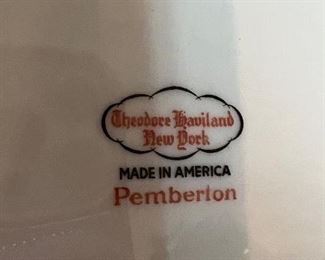 Theodore Haviland
New York
MADE IN AMERICA
Pemberton